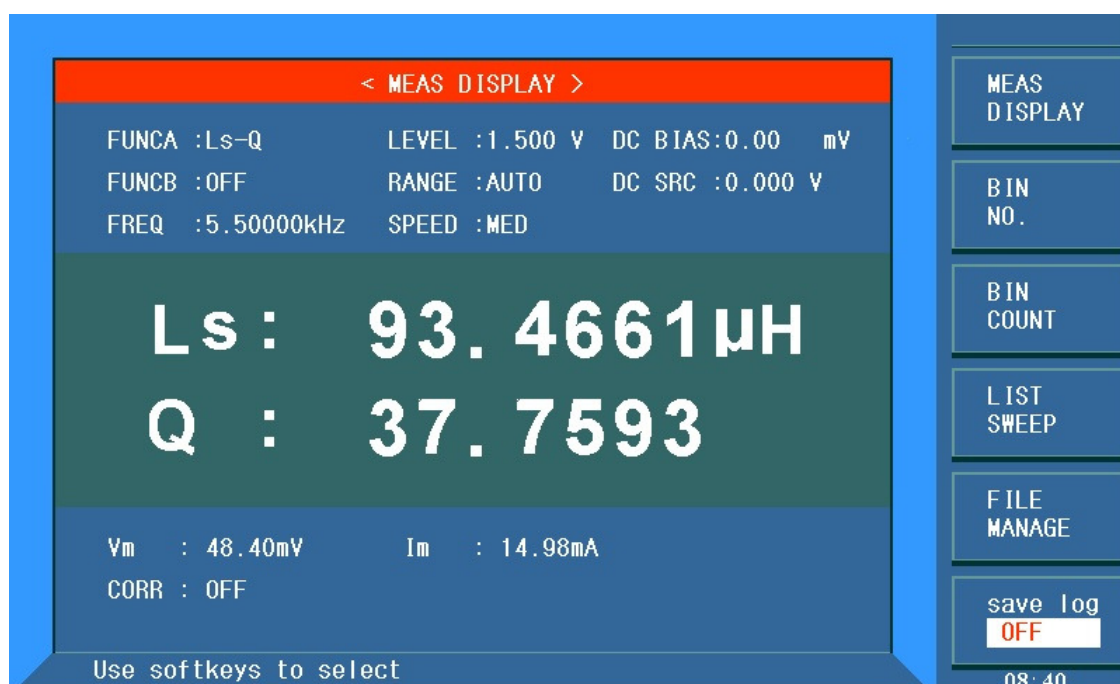 < MEAS DISPLAY >
FUNCA :Ls-Q LEVEL :1.500 V DC BIAS:0.00 mV
FUNCB :OFF RANGE :AUTO DC SRC :0.000 V
FREQ :5.50000kHz SPEED :MED
Ls: 93.4661μH
Q : 37.7593
Vm : 48.40mV Im : 14.98mA
CORR : OFF
Use softkeys to select
MEAS
DISPLAY
BIN
NO.
BIN
COUNT
LIST
SWEEP
FILE
MANAGE
save log
OFF
08:40